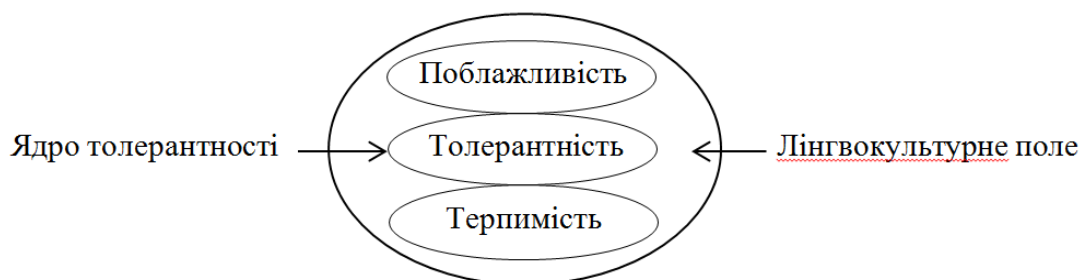 Поблажливість
Ядро толерантності
Толерантність
Лінгвокультурне поле
Терпимість